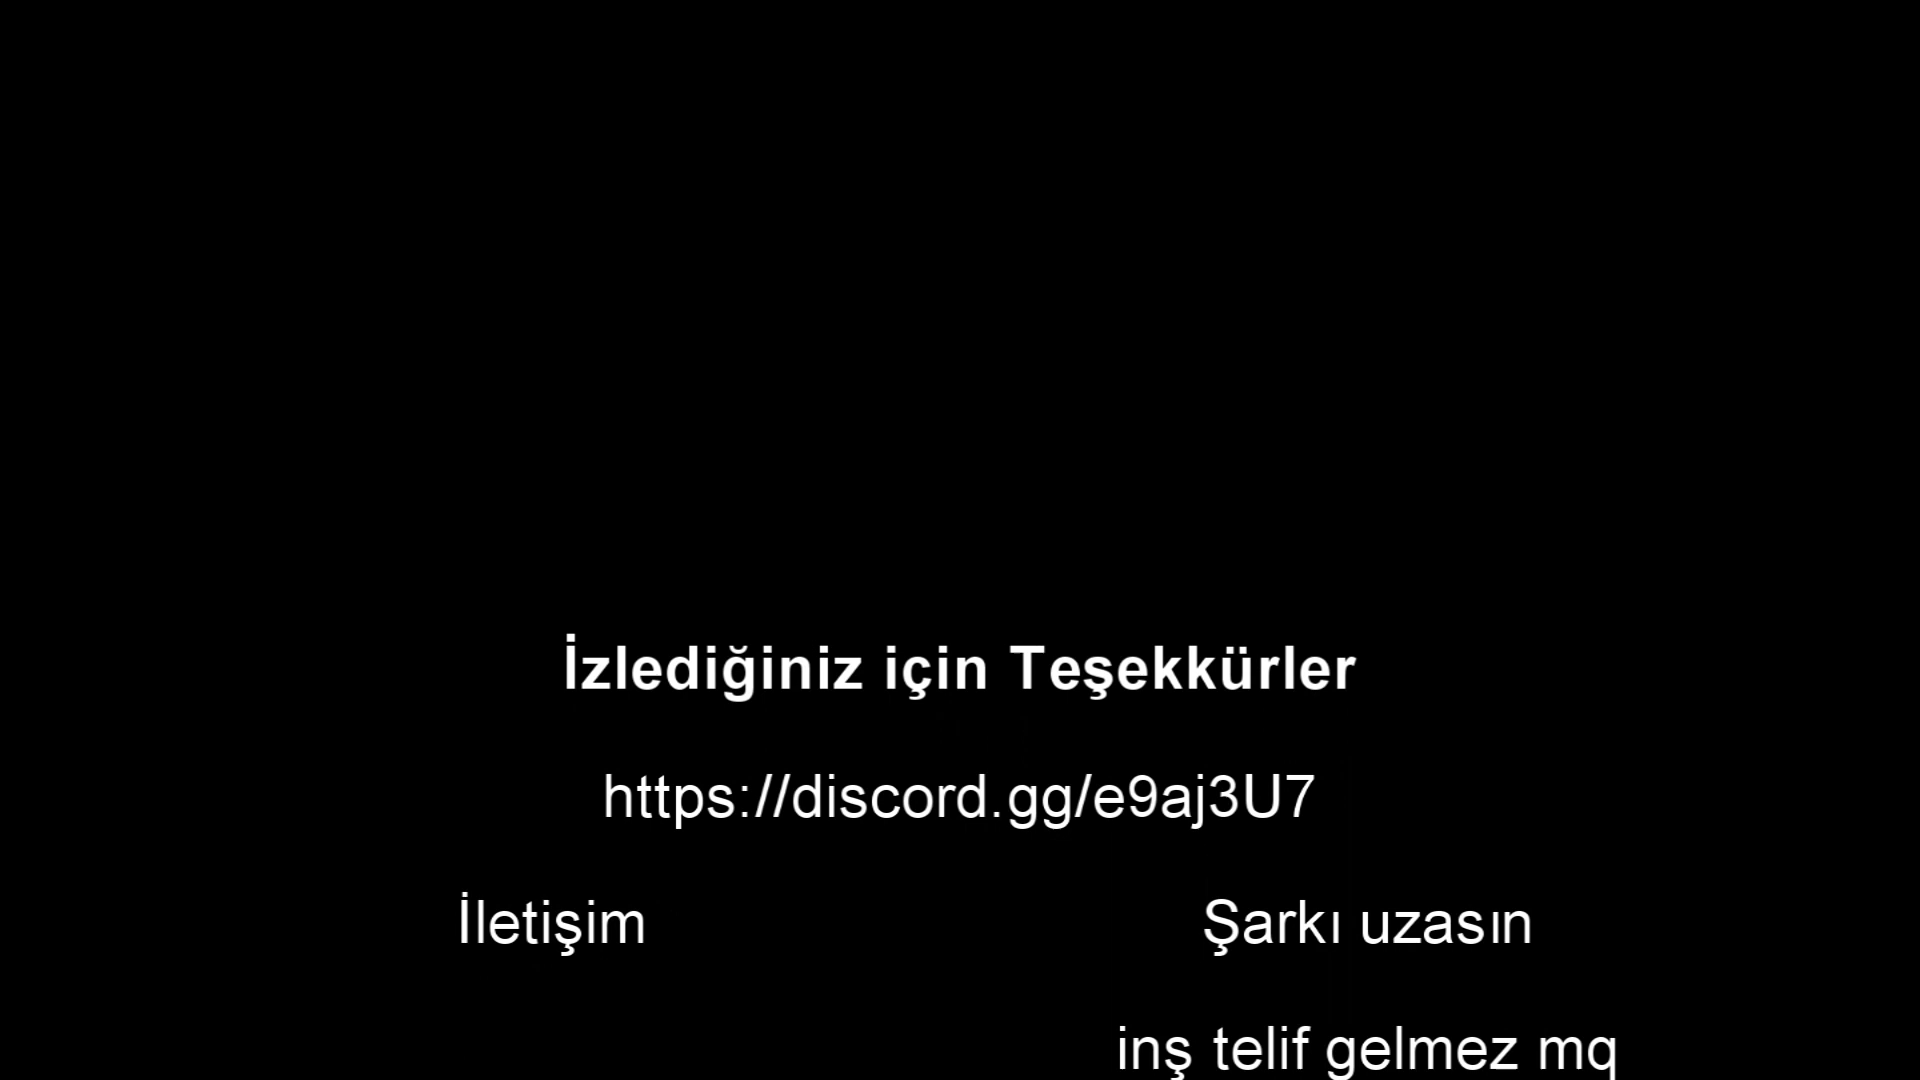 İzlediğiniz için Teşekkürler
https://discord.gg/e9aj3U7
İletişim Şarkı uzasın
inş telif gelmez mq